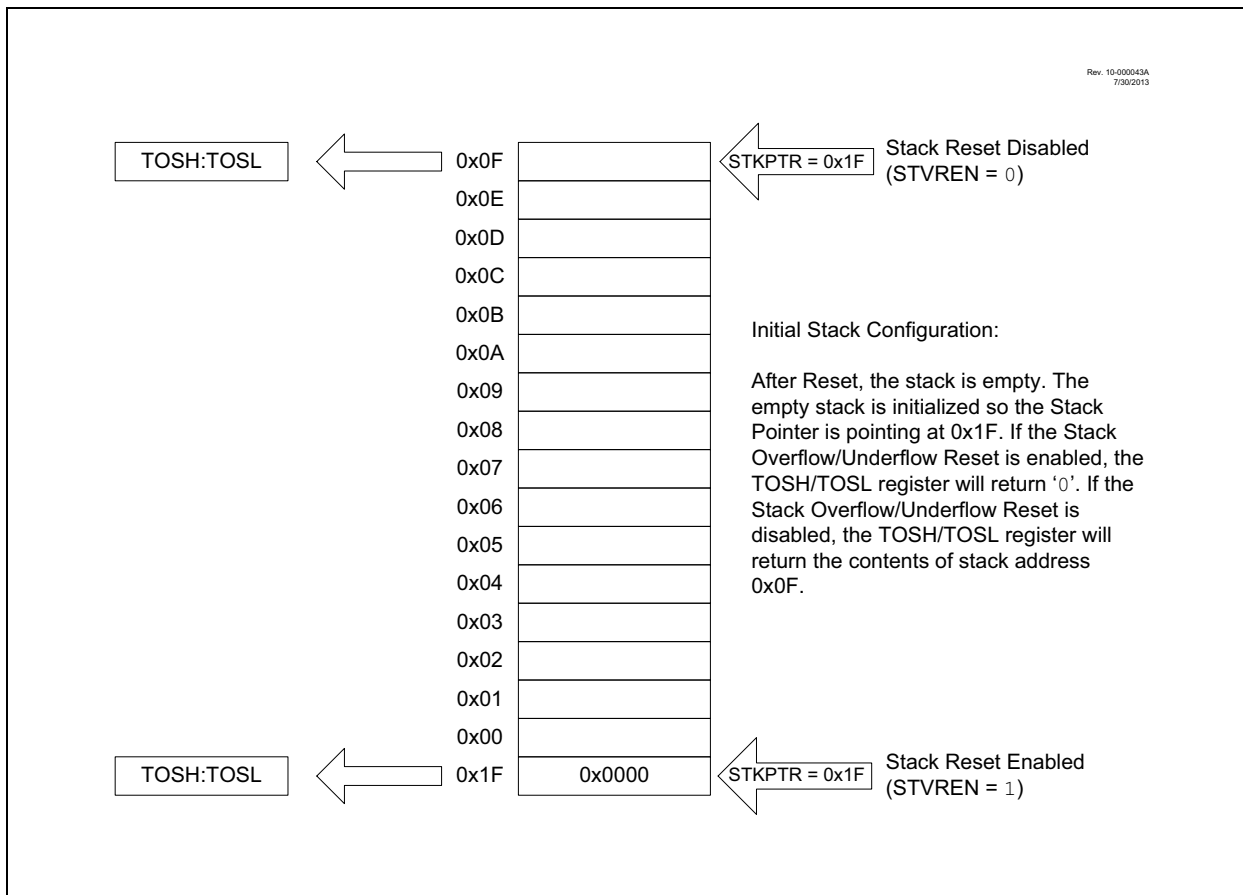 Rev. 10-000043A
7/30/2013
TOSH:TOSL
0x0F
STKPTR = 0x1F
Stack Reset Disabled
(STVREN = 0)
0x0E
0x0D
0x0C
0x0B
0x0A
0x09
0x08
0x07
0x06
0x05
0x04
0x03
0x02
0x01
0x00
Initial Stack Configuration:
After Reset, the stack is empty. The
empty stack is initialized so the Stack
Pointer is pointing at 0x1F. If the Stack
Overflow/Underflow Reset is enabled, the
TOSH/TOSL register will return ‘0’. If the
Stack Overflow/Underflow Reset is
disabled, the TOSH/TOSL register will
return the contents of stack address
0x0F.
TOSH:TOSL
0x1F
0x0000
STKPTR = 0x1F
Stack Reset Enabled
(STVREN = 1)